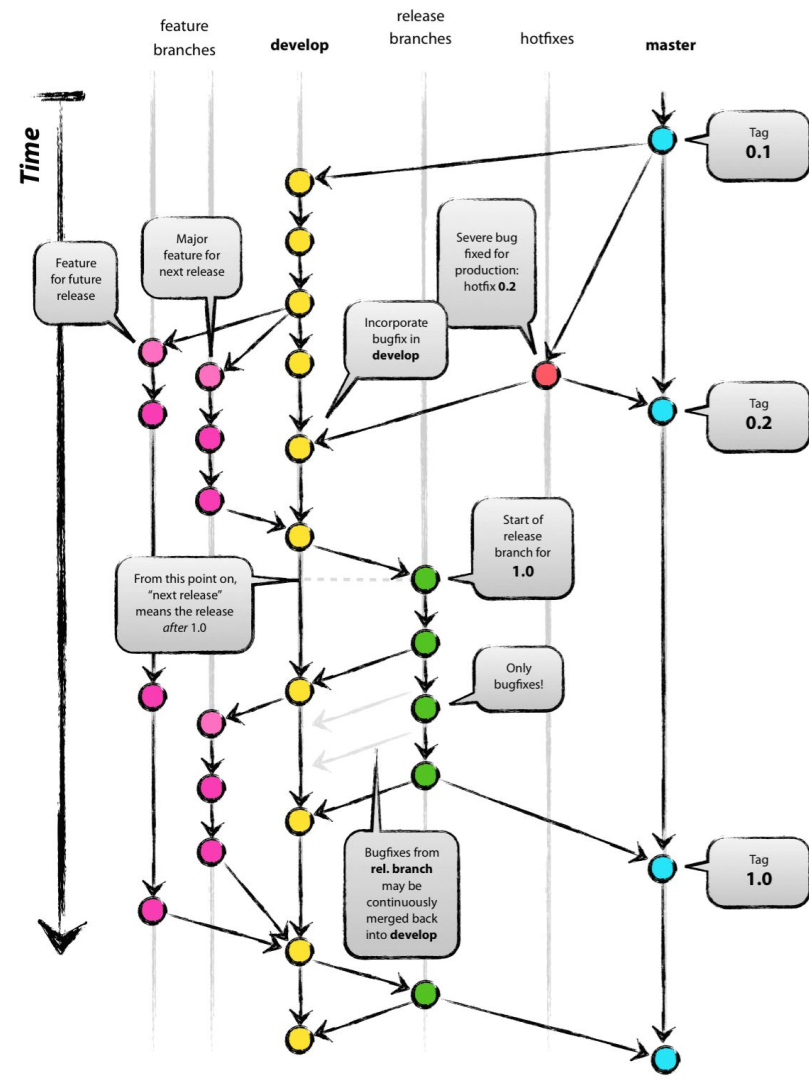 feature
branches
develop
release
branches
hotfixes
master
Time
Tag
0.1
Feature
for future
release
Major
feature for
next release
Severe bug
fixed for
production:
hotfix 0.2
Incorporate
bugfix in
develop
Tag
0.2
Start of
release
branch for
1.0
From this point on,
“next release”
means the release
after 1.0
Only
bugfixes!
Bugfixes from
rel. branch
may be
continuously
merged back
into develop
Tag
1.0